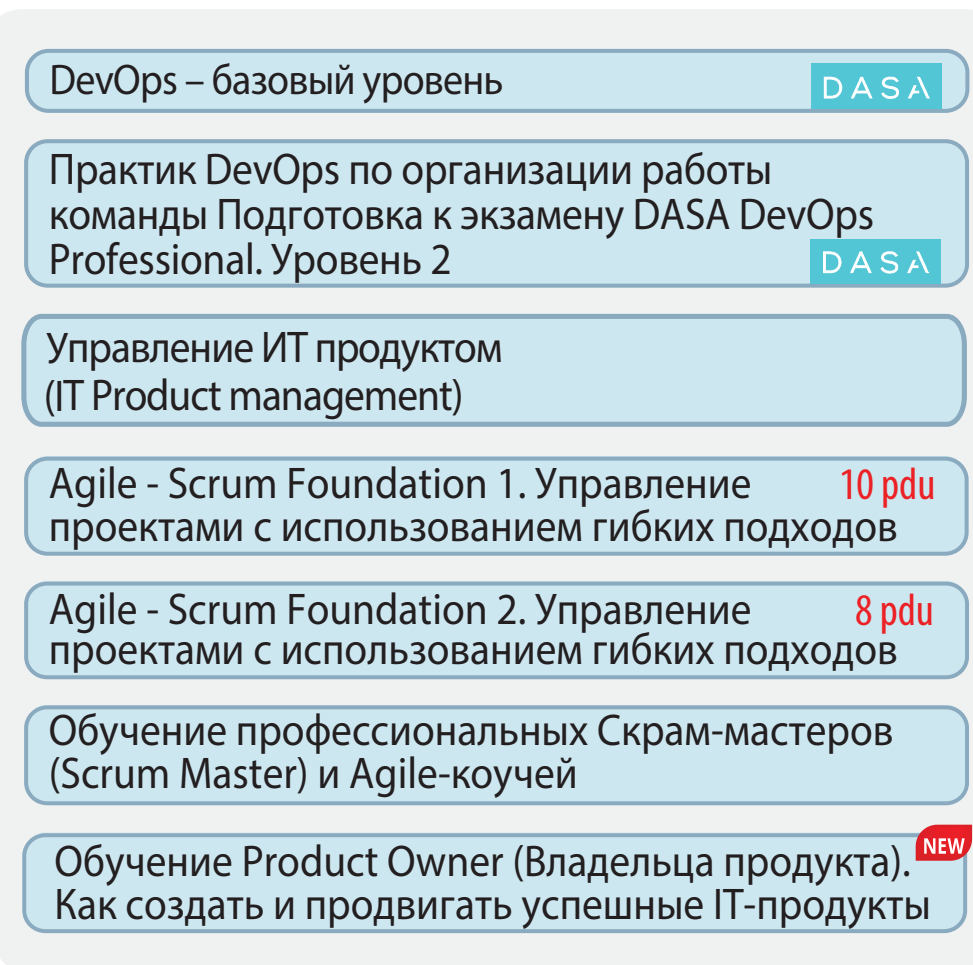 DevOps – базовый уровень
DASA
Практик DevOps по организации работы
команды Подготовка к экзамену DASA DevOps
Professional. Уровень 2
DASA
Управление ИТ продуктом
(IT Product management)
Agile - Scrum Foundation 1. Управление 10 pdu
проектами с использованием гибких подходов
Agile - Scrum Foundation 2. Управление 8 pdu
проектами с использованием гибких подходов
Обучение профессиональных Скрам-мастеров
(Scrum Master) и Agile-коучей
NEW
Обучение Product Owner (Владельца продукта).
Как создать и продвигать успешные IT-продукты